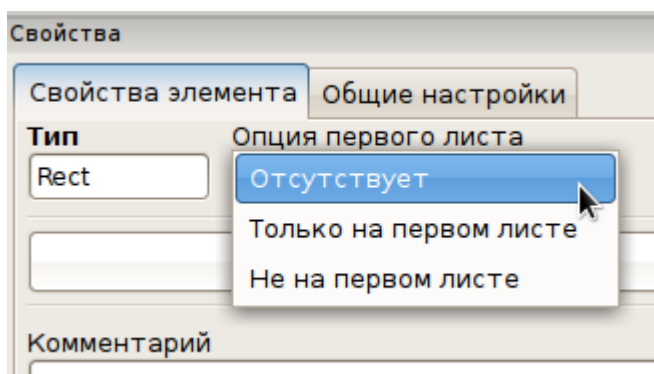 Свойства
Свойства элемента Общие настройки
Тип Опция первого листа
Rect Отсутствует
Только на первом листе
Не на первом листе
Комментарий